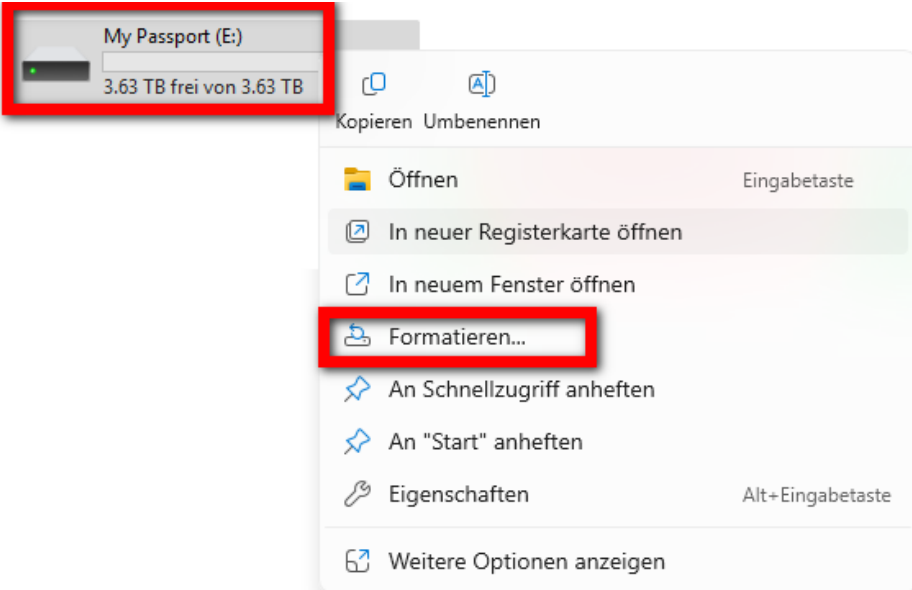 My Passport (E:)
3.63 TB frei von 3.63 TB
Kopieren Umbenennen
Öffnen Eingabetaste
In neuer Registerkarte öffnen
In neuem Fenster öffnen
Formatieren...
An Schnellzugriff anheften
An "Start" anheften
Eigenschaften Alt+Eingabetaste
Weitere Optionen anzeigen